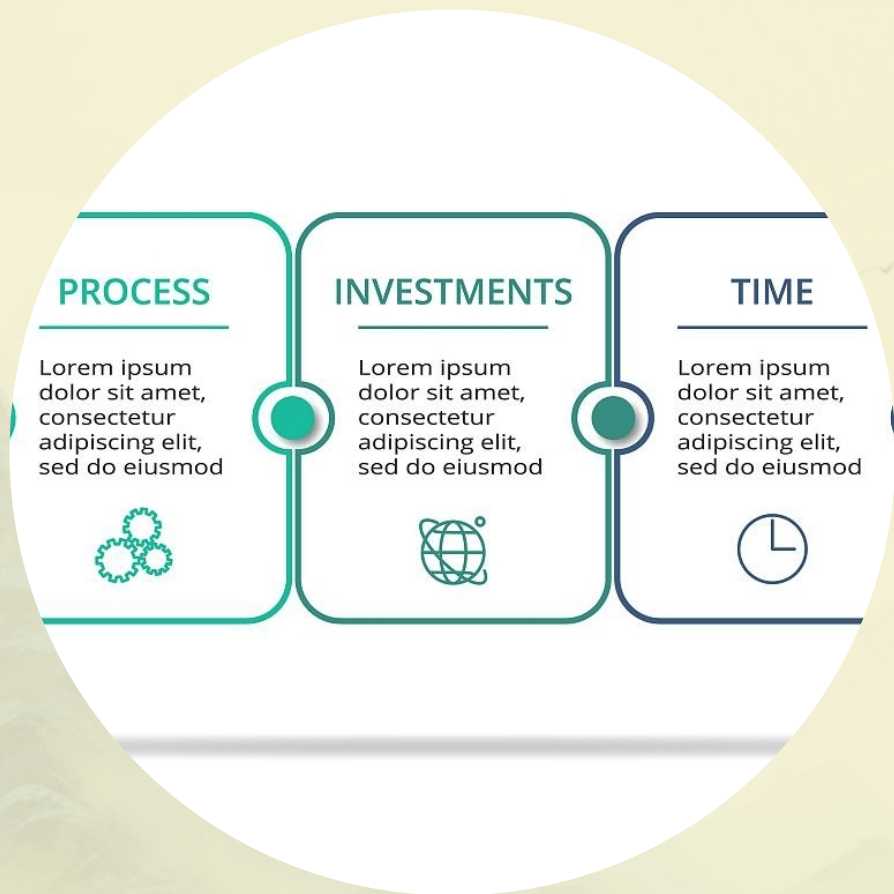 PROCESS
Lorem ipsum
dolor sit amet,
consectetur
adipiscing elit,
sed do eiusmod
INVESTMENTS
Lorem ipsum
dolor sit amet,
consectetur
adipiscing elit,
sed do eiusmod
TIME
Lorem ipsum
dolor sit amet,
consectetur
adipiscing elit,
sed do eiusmod